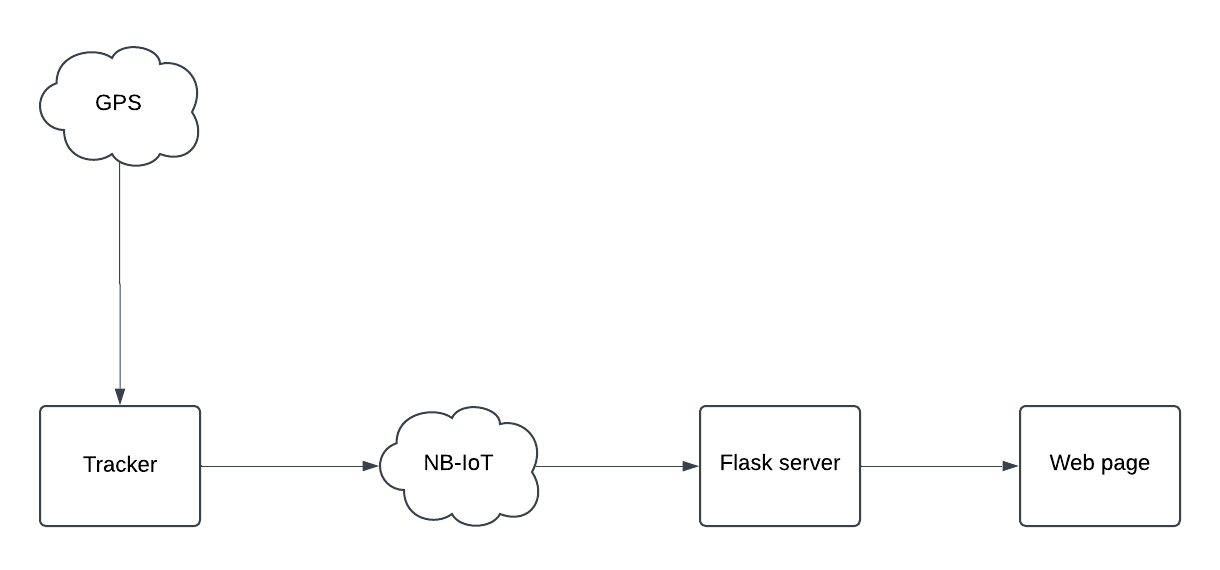 GPS
Tracker
NB-IoT
Flask server
Web page